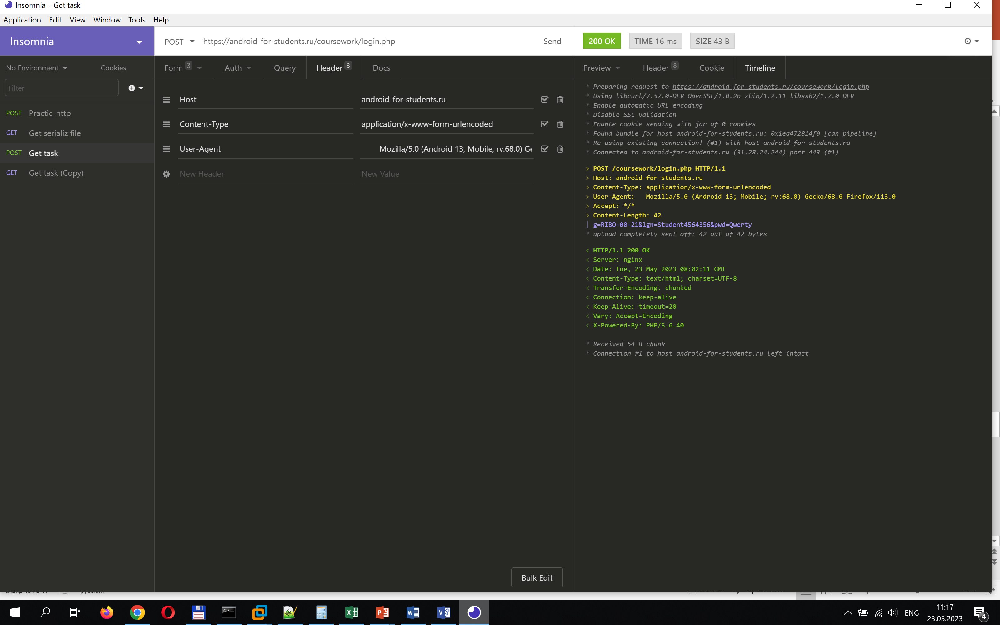 Insomnia – Get task
Application Edit View Window Tools Help
Insomnia
POST https://android-for-students.ru/coursework/login.php Send
200 OK TIME 16 ms SIZE 43 B
No Environment Cookies
Filter
POST Practic_http
GET Get serializ file
POST Get task
GET Get task (Copy)
Form 3 Auth Query Header 3 Docs
Host android-for-students.ru
Content-Type application/x-www-form-urlencoded
User-Agent Mozilla/5.0 (Android 13; Mobile; rv:68.0) Ge
New Header New Value
Bulk Edit
Preview Header 8 Cookie Timeline
* Preparing request to https://android-for-students.ru/coursework/login.php
* Using libcurl/7.57.0-DEV OpenSSL/1.0.2o zlib/1.2.11 libssh2/1.7.0_DEV
* Enable automatic URL encoding
* Disable SSL validation
* Enable cookie sending with jar of 0 cookies
* Found bundle for host android-for-students.ru: 0x1ea472814f0 [can pipeline]
* Re-using existing connection! (#1) with host android-for-students.ru
* Connected to android-for-students.ru (31.28.24.244) port 443 (#1)
> POST /coursework/login.php HTTP/1.1
> Host: android-for-students.ru
> Content-Type: application/x-www-form-urlencoded
> User-Agent: Mozilla/5.0 (Android 13; Mobile; rv:68.0) Gecko/68.0 Firefox/113.0
> Accept: */*
> Content-Length: 42
| g=RIBO-00-21&lgn=Student4564356&pwd=Qwerty
* upload completely sent off: 42 out of 42 bytes
< HTTP/1.1 200 OK
< Server: nginx
< Date: Tue, 23 May 2023 08:02:11 GMT
< Content-Type: text/html; charset=UTF-8
< Transfer-Encoding: chunked
< Connection: keep-alive
< Keep-Alive: timeout=20
< Vary: Accept-Encoding
< X-Powered-By: PHP/5.6.40
* Received 54 B chunk
* Connection #1 to host android-for-students.ru left intact
русский
ENG
11:17
23.05.2023
4